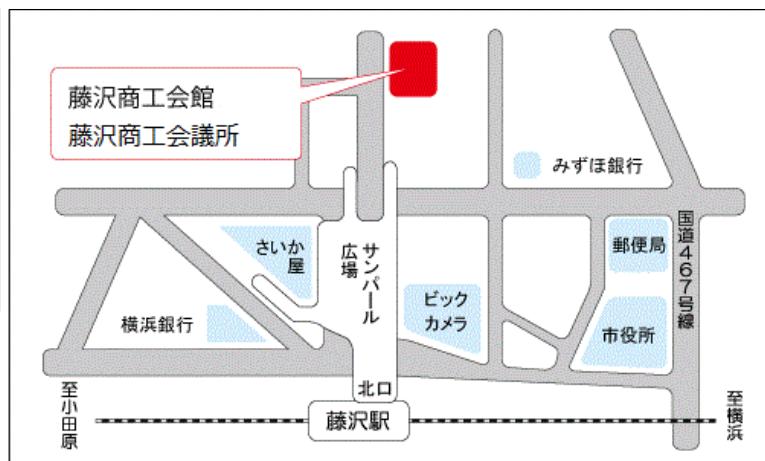 藤沢商工会館
藤沢商工会議所
みずほ銀行
国道467号線
郵便局
さいか
屋
サンパール
広場
ビック
カメラ
横浜銀行
市役所
北口
至小田原
藤沢駅
至横浜